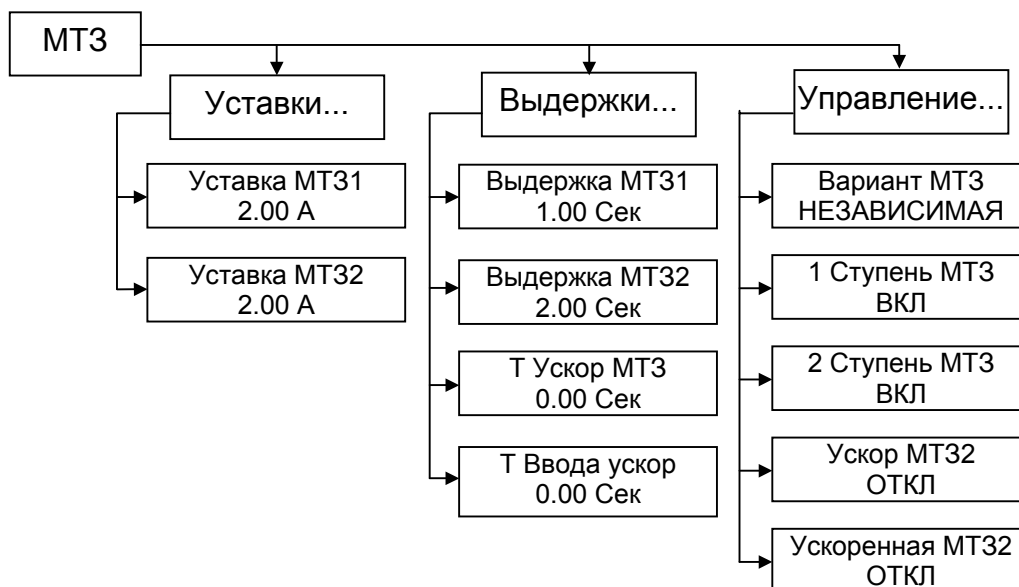 МТЗ
Уставки...
Уставка МТЗ1
2.00 А
Уставка МТЗ2
2.00 А
Выдержки...
Выдержка МТЗ1
1.00 Сек
Выдержка МТЗ2
2.00 Сек
Т Ускор МТЗ
0.00 Сек
Т Ввода ускор
0.00 Сек
Управление...
Вариант МТЗ
НЕЗАВИСИМАЯ
1 Ступень МТЗ
ВКЛ
2 Ступень МТЗ
ВКЛ
Ускор МТЗ2
ОТКЛ
Ускоренная МТЗ2
ОТКЛ